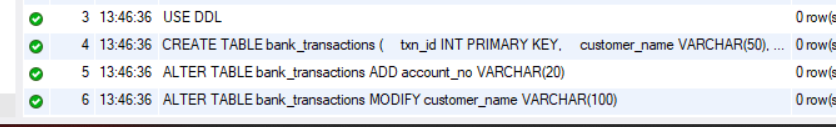 3 13:46:36 USE DDL 0 row(s
4 13:46:36 CREATE TABLE bank_transactions ( txn_id INT PRIMARY KEY, customer_name VARCHAR(50), ... 0 row(s
5 13:46:36 ALTER TABLE bank_transactions ADD account_no VARCHAR(20) 0 row(s
6 13:46:36 ALTER TABLE bank_transactions MODIFY customer_name VARCHAR(100) 0 row(s